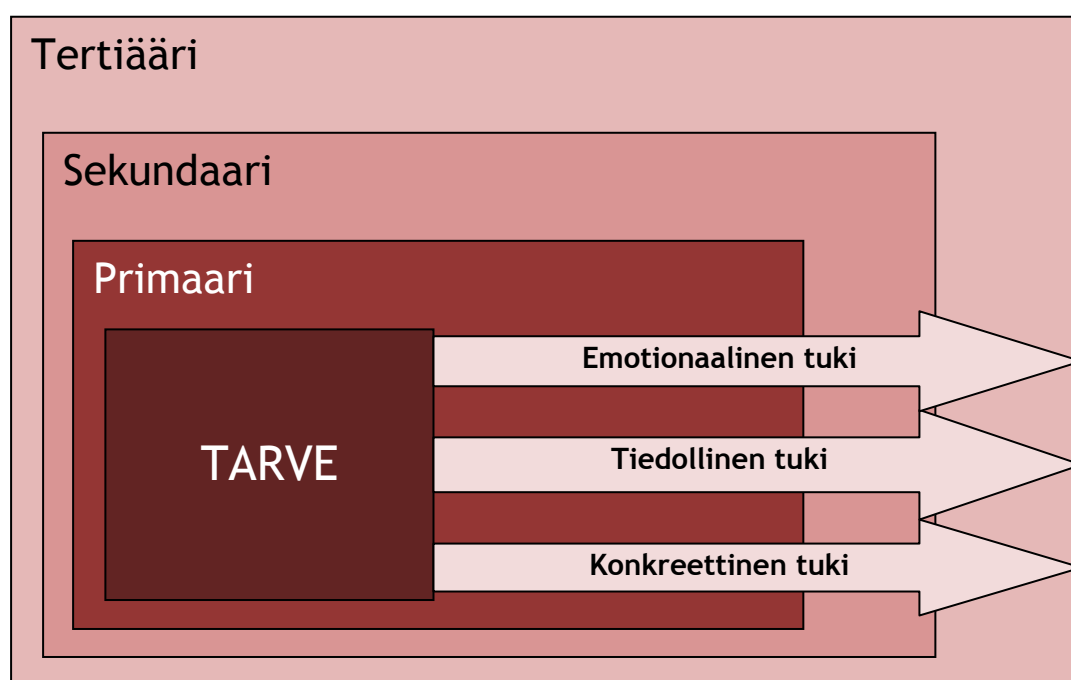 Tertiääri
Sekundaari
Primaari
Emotionaalinen tuki
TARVE
Tiedollinen tuki
Konkreettinen tuki